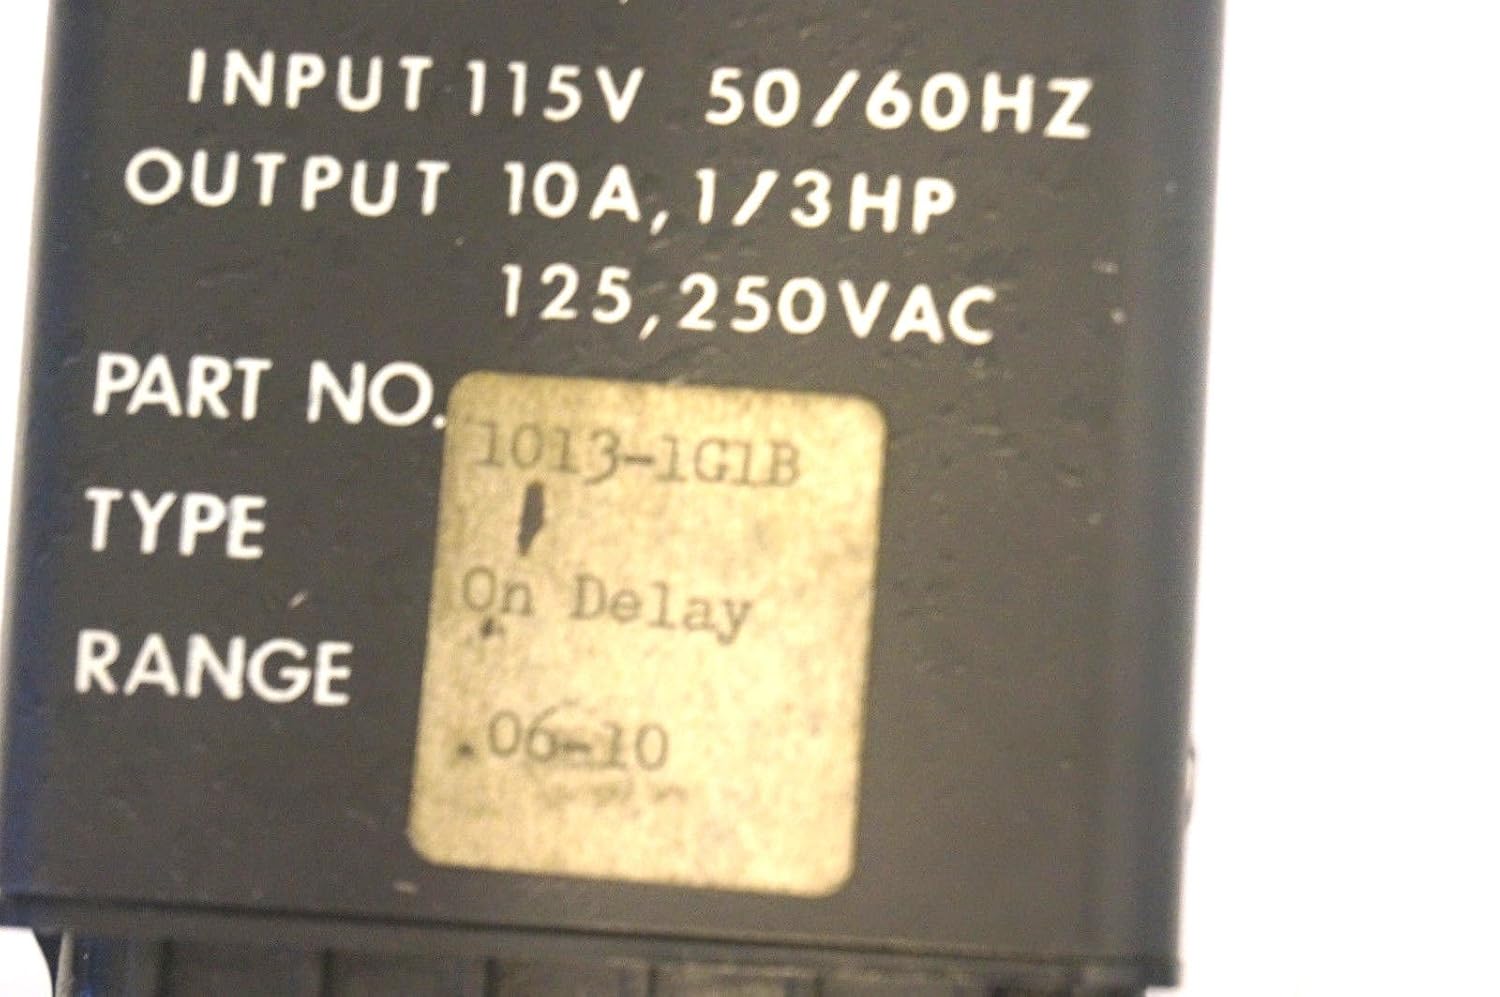 INPUT 115V 50/60HZ
OUTPUT 10A, 1/3HP
125, 250VAC
PART NO. 1013-1G1B
TYPE On Delay
RANGE .06-10